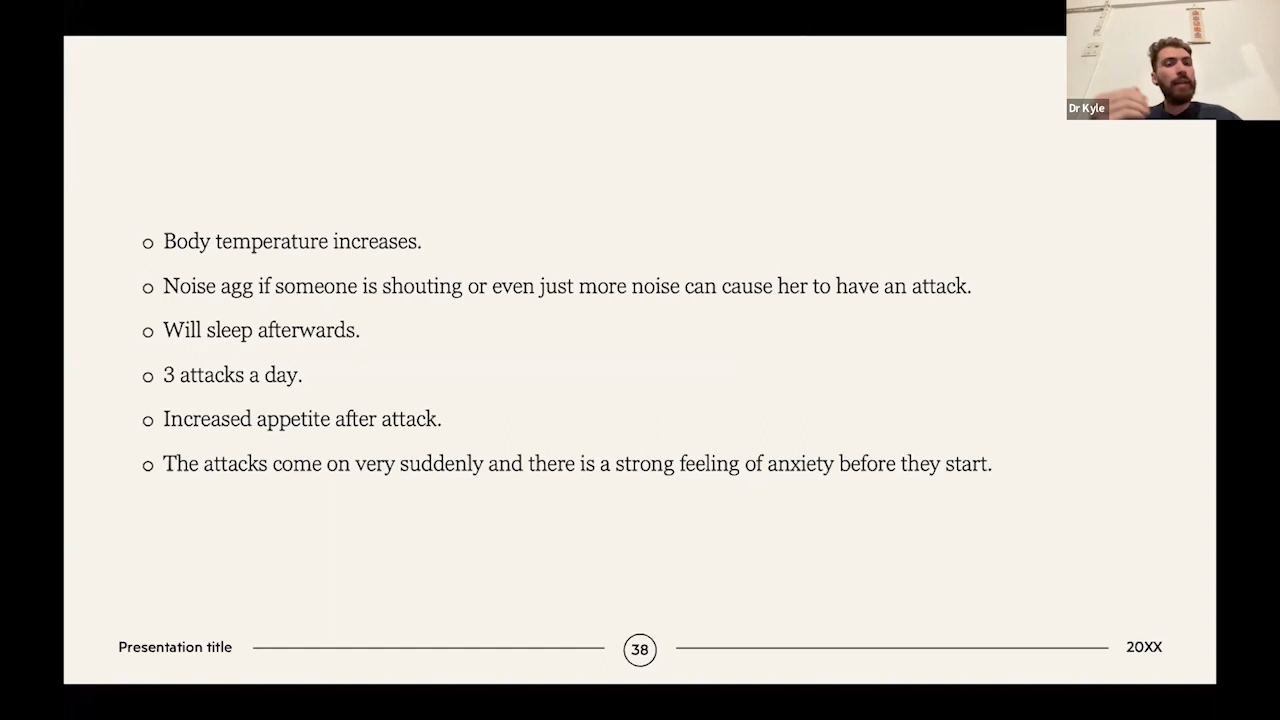 Dr Kyle
Body temperature increases.
Noise agg if someone is shouting or even just more noise can cause her to have an attack.
Will sleep afterwards.
3 attacks a day.
Increased appetite after attack.
The attacks come on very suddenly and there is a strong feeling of anxiety before they start.
Presentation title
38
20XX